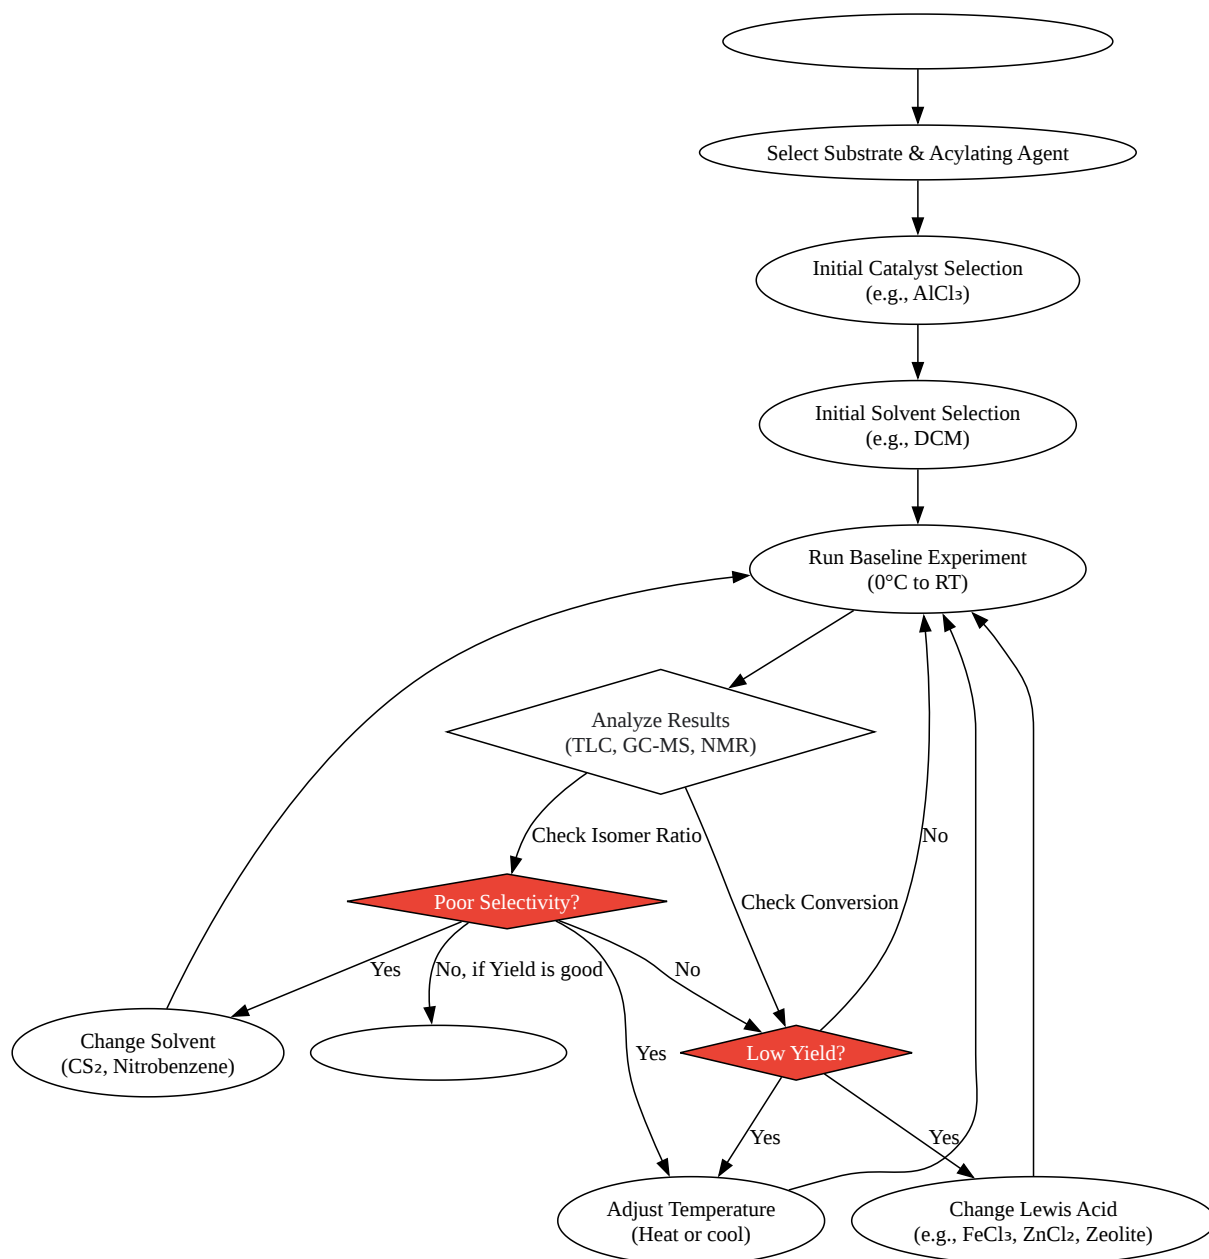 Select Substrate & Acylating Agent
Initial Catalyst Selection
(e.g., AlCl₃)
Initial Solvent Selection
(e.g., DCM)
Run Baseline Experiment
(0°C to RT)
Analyze Results
(TLC, GC-MS, NMR)
Check Isomer Ratio
No
Poor Selectivity?
Check Conversion
Yes
No, if Yield is good
No
Change Solvent
(CS₂, Nitrobenzene)
Yes
Low Yield?
Yes
Yes
Adjust Temperature
(Heat or cool)
Change Lewis Acid
(e.g., FeCl₃, ZnCl₂, Zeolite)